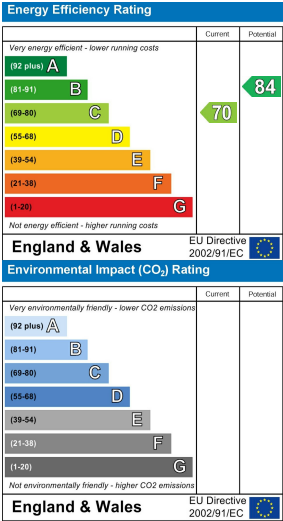 Energy Efficiency Rating
Current Potential
Very energy efficient - lower running costs
(92 plus) A
(81-91) B
84
(69-80) C
70
(55-68) D
(39-54) E
(21-38) F
(1-20) G
Not energy efficient - higher running costs
England & Wales
EU Directive
2002/91/EC
Environmental Impact (CO₂) Rating
Current Potential
Very environmentally friendly - lower CO2 emissions
(92 plus) A
(81-91) B
(69-80) C
(55-68) D
(39-54) E
(21-38) F
(1-20) G
Not environmentally friendly - higher CO2 emissions
England & Wales
EU Directive
2002/91/EC